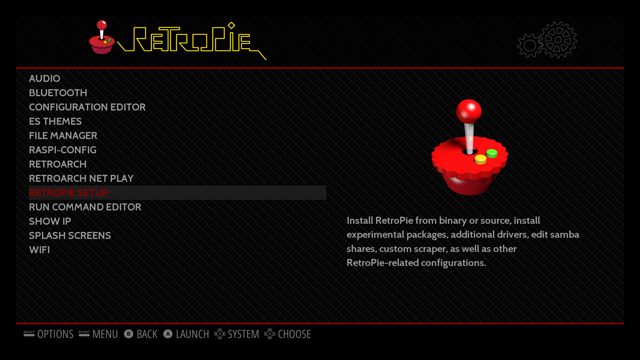 RETROPIE
AUDIO
BLUETOOTH
CONFIGURATION EDITOR
ES THEMES
FILE MANAGER
RASPI-CONFIG
RETROARCH
RETROARCH NET PLAY
RETROPIE SETUP
RUN COMMAND EDITOR
SHOW IP
SPLASH SCREENS
WIFI
Install RetroPie from binary or source, install
experimental packages, additional drivers, edit samba
shares, custom scraper, as well as other
RetroPie-related configurations.
OPTIONS MENU B BACK A LAUNCH SYSTEM CHOOSE